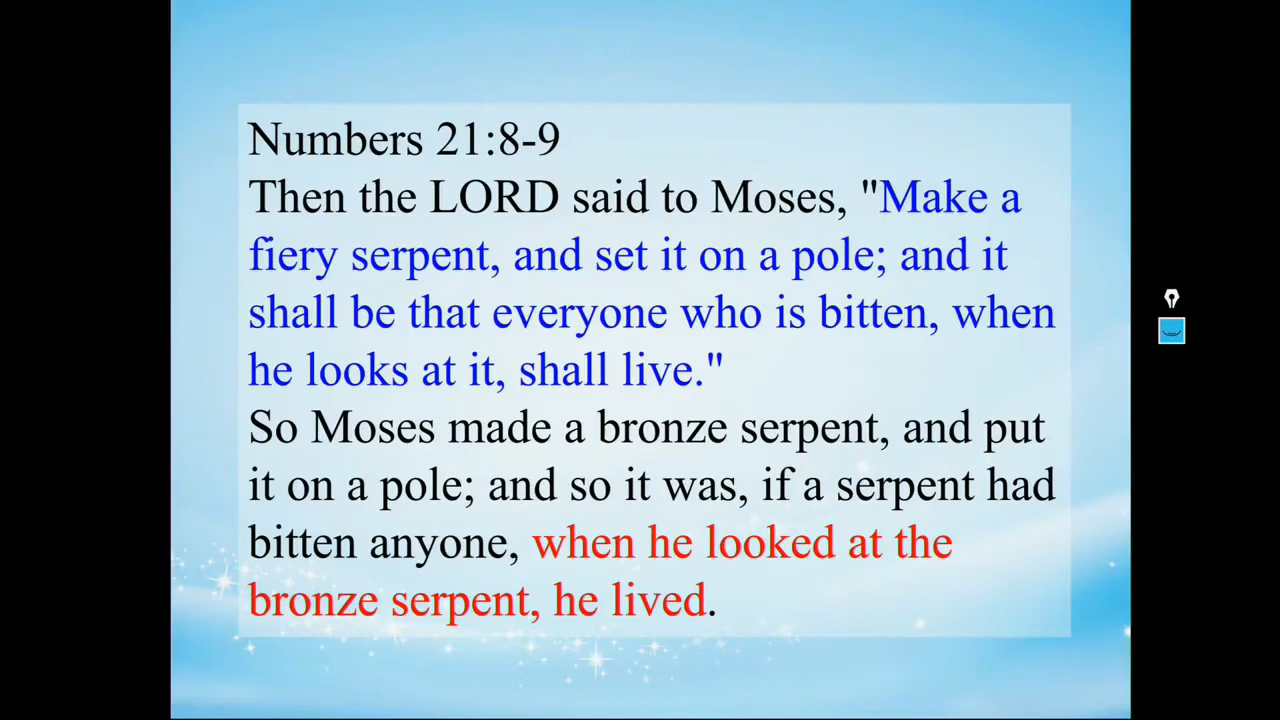 Numbers 21:8-9
Then the LORD said to Moses, "Make a
fiery serpent, and set it on a pole; and it
shall be that everyone who is bitten, when
he looks at it, shall live."
So Moses made a bronze serpent, and put
it on a pole; and so it was, if a serpent had
bitten anyone, when he looked at the
bronze serpent, he lived.